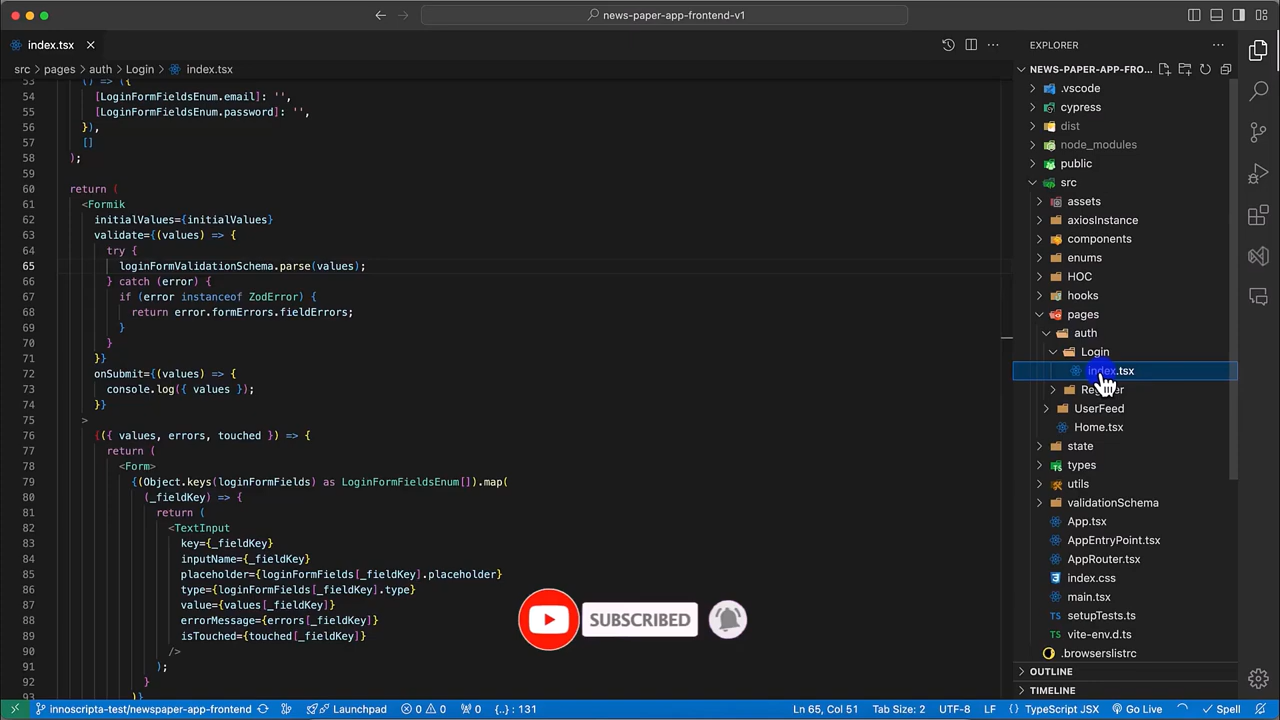 news-paper-app-frontend-v1
index.tsx
src > pages > auth > Login > index.tsx
53 () => ({
54 [LoginFormFieldsEnum.email]: '',
55 [LoginFormFieldsEnum.password]: '',
56 }),
57 []
58 );
59
60 return (
61 <Formik
62 initialValues={initialValues}
63 validate={(values) => {
64 try {
65 loginFormValidationSchema.parse(values);
66 } catch (error) {
67 if (error instanceof ZodError) {
68 return error.formErrors.fieldErrors;
69 }
70 }
71 }}
72 onSubmit={(values) => {
73 console.log({ values });
74 }}
75 >
76 {({ values, errors, touched }) => {
77 return (
78 <Form>
79 {(Object.keys(loginFormFields) as LoginFormFieldsEnum[]).map(
80 (_fieldKey) => {
81 return (
82 <TextInput
83 key={_fieldKey}
84 inputName={_fieldKey}
85 placeholder={loginFormFields[_fieldKey].placeholder}
86 type={loginFormFields[_fieldKey].type}
87 value={values[_fieldKey]}
88 errorMessage={errors[_fieldKey]}
89 isTouched={touched[_fieldKey]}
90 />
91 );
92 }
93 )}
SUBSCRIBED
EXPLORER
NEWS-PAPER-APP-FRO...
.vscode
cypress
dist
node_modules
public
src
assets
axiosInstance
components
enums
HOC
hooks
pages
auth
Login
index.tsx
UserFeed
Home.tsx
state
types
utils
validationSchema
App.tsx
AppEntryPoint.tsx
AppRouter.tsx
index.css
main.tsx
setupTests.ts
vite-env.d.ts
.browserslistrc
OUTLINE
TIMELINE
innoscripta-test/newspaper-app-frontend Launchpad 0 0 0 {..} : 131 Ln 65, Col 51 Tab Size: 2 UTF-8 LF {} TypeScript JSX Go Live Spell